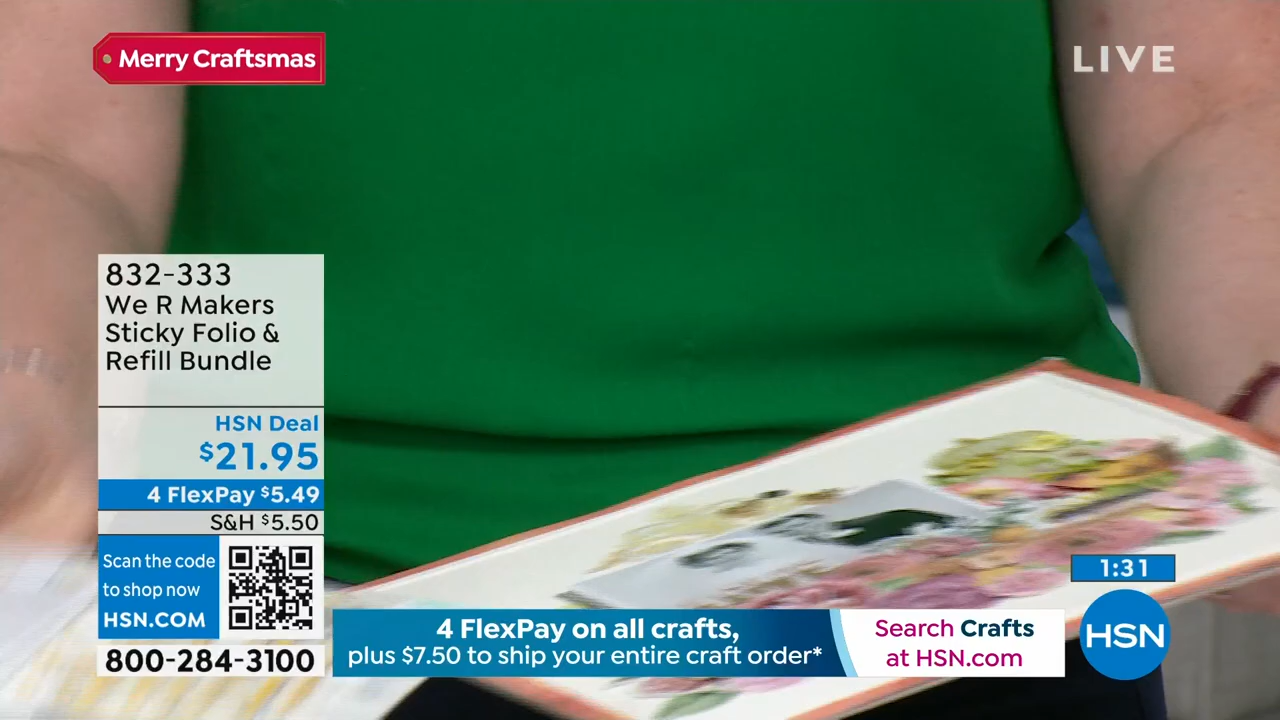 Merry Craftsmas
LIVE
832-333
We R Makers
Sticky Folio &
Refill Bundle
HSN Deal
$21.95
4 FlexPay $5.49
S&H $5.50
Scan the code
to shop now
HSN.COM
800-284-3100
4 FlexPay on all crafts,
plus $7.50 to ship your entire craft order*
Search Crafts
at HSN.com
1:31
HSN